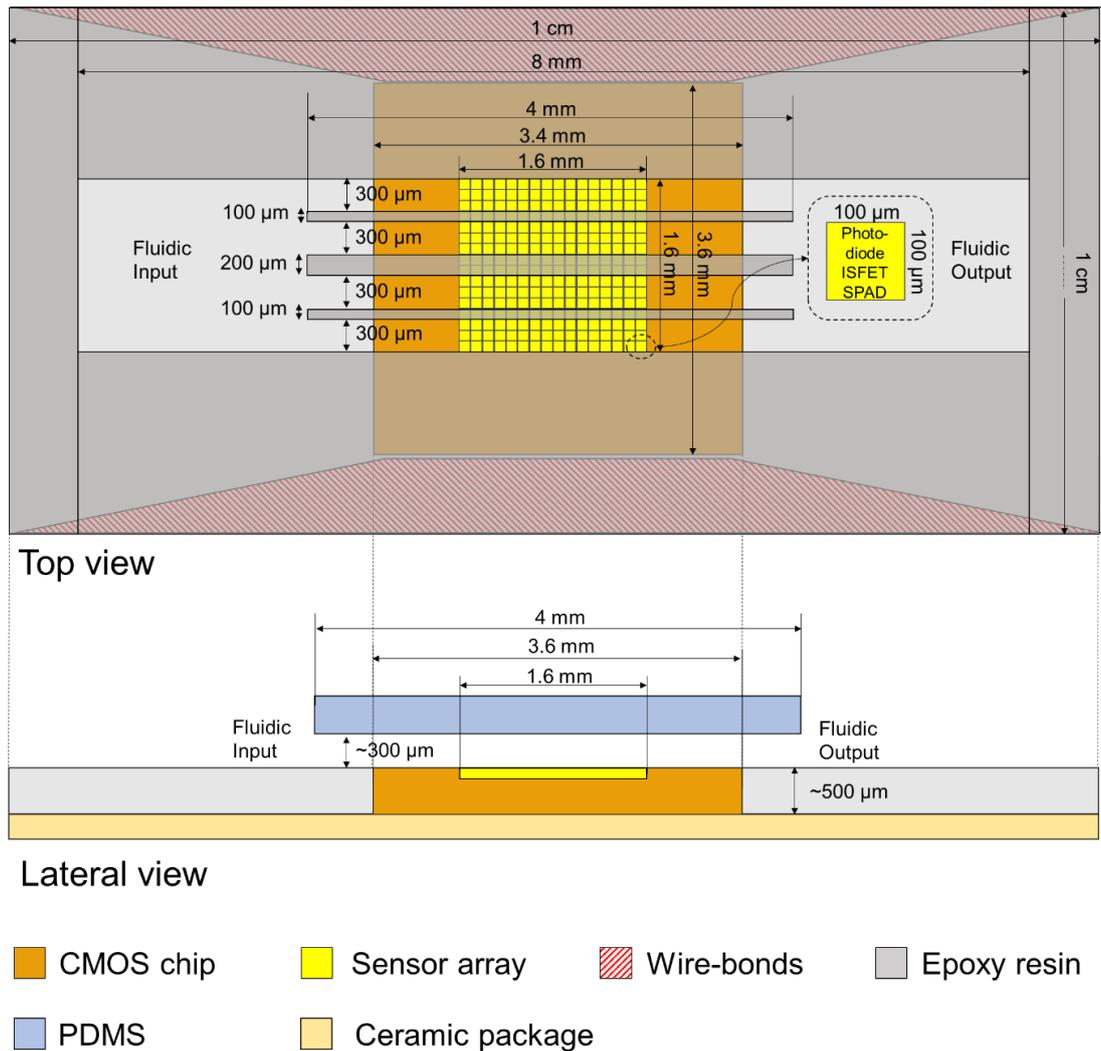 1 cm
8 mm
4 mm
3.4 mm
1.6 mm
300 µm
100 µm
300 µm
200 µm
300 µm
100 µm
300 µm
Fluidic
Input
1.6 mm
3.6 mm
100 µm
Photo-
diode
ISFET
SPAD
100 µm
Fluidic
Output
1 cm
Top view
4 mm
3.6 mm
1.6 mm
Fluidic
Input
~300 µm
Fluidic
Output
~500 µm
Lateral view
CMOS chip
Sensor array
Wire-bonds
Epoxy resin
PDMS
Ceramic package